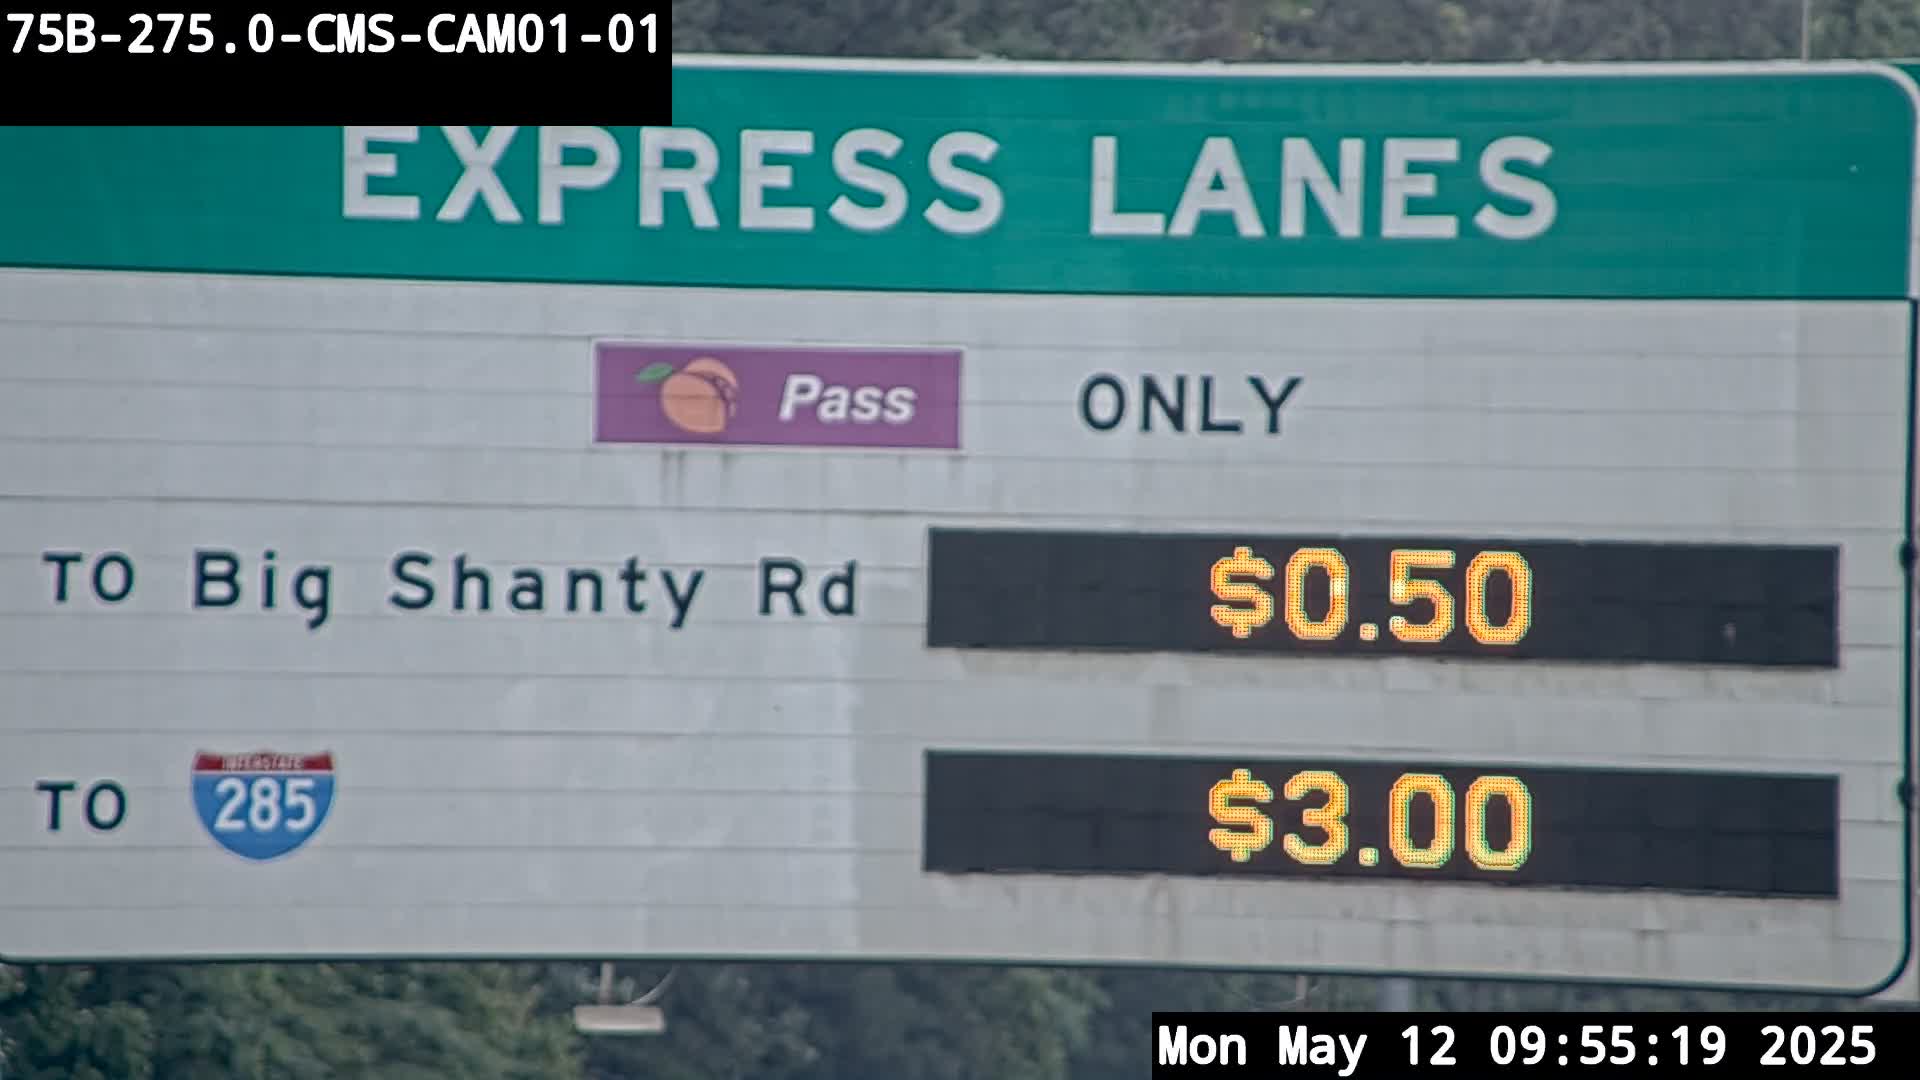 75B-275.0-CMS-CAM01-01
EXPRESS LANES
Pass ONLY
TO Big Shanty Rd $0.50
INTERSTATE
TO 285 $3.00
Mon May 12 09:55:19 2025